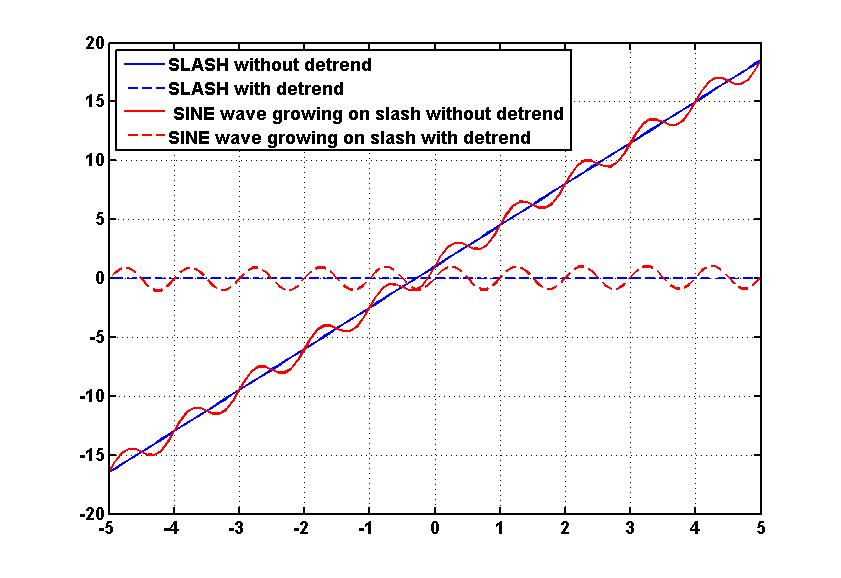 20
SLASH without detrend
SLASH with detrend
SINE wave growing on slash without detrend
SINE wave growing on slash with detrend
15
10
5
0
-5
-10
-15
-20
-5 -4 -3 -2 -1 0 1 2 3 4 5